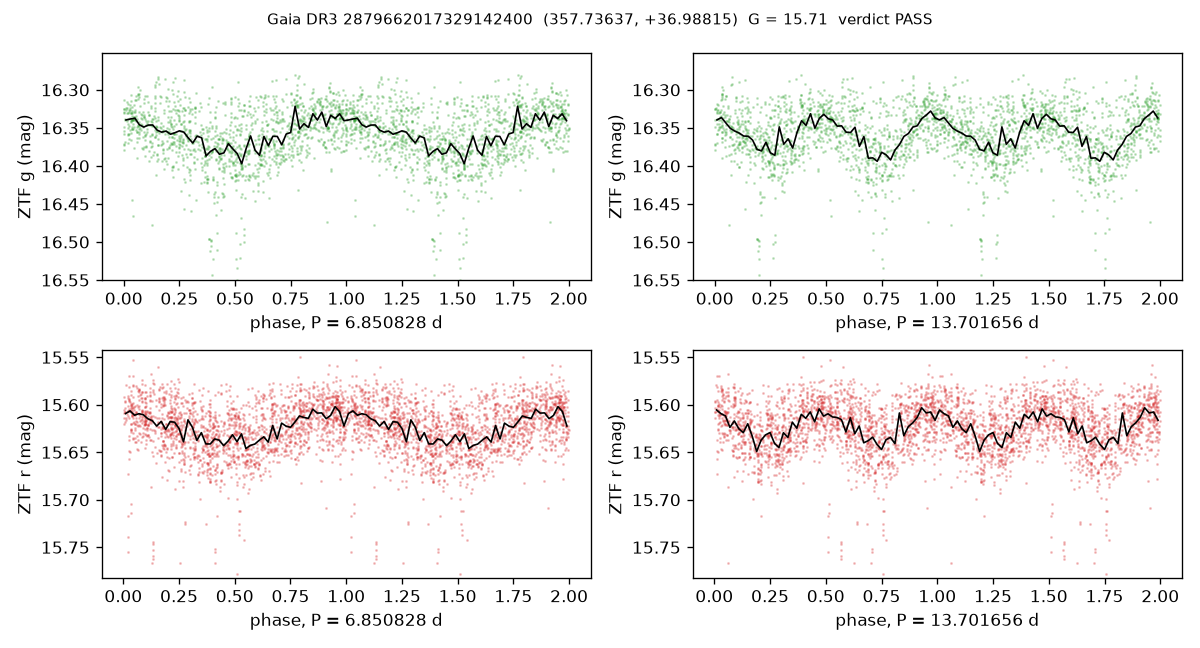 Gaia DR3 2879662017329142400  (357.73637, +36.98815)  G = 15.71  verdict PASS
ZTF g (mag)
16.30
16.35
16.40
16.45
16.50
16.55
0.00 0.25 0.50 0.75 1.00 1.25 1.50 1.75 2.00
phase, P = 6.850828 d
ZTF g (mag)
16.30
16.35
16.40
16.45
16.50
16.55
0.00 0.25 0.50 0.75 1.00 1.25 1.50 1.75 2.00
phase, P = 13.701656 d
ZTF r (mag)
15.55
15.60
15.65
15.70
15.75
0.00 0.25 0.50 0.75 1.00 1.25 1.50 1.75 2.00
phase, P = 6.850828 d
ZTF r (mag)
15.55
15.60
15.65
15.70
15.75
0.00 0.25 0.50 0.75 1.00 1.25 1.50 1.75 2.00
phase, P = 13.701656 d